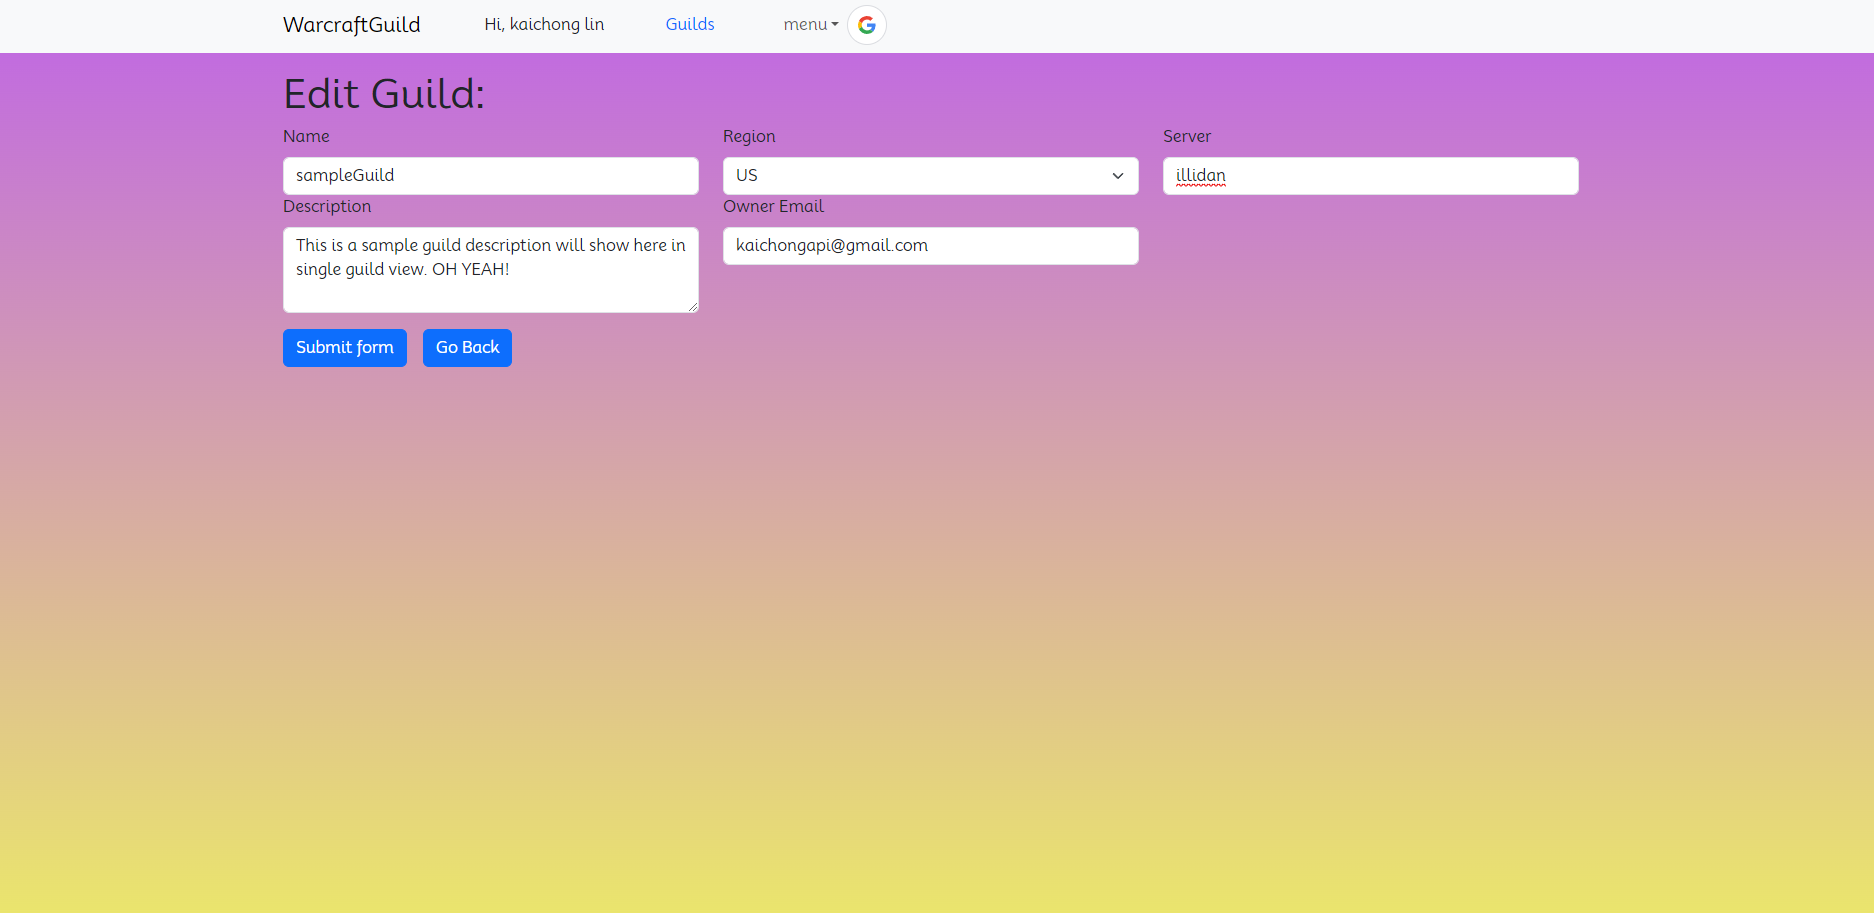 WarcraftGuild Hi, kaichong lin Guilds menu
Edit Guild:
Name Region Server
sampleGuild US illidan
Description Owner Email
This is a sample guild description will show here in
single guild view. OH YEAH!
kaichongapi@gmail.com
Submit form Go Back